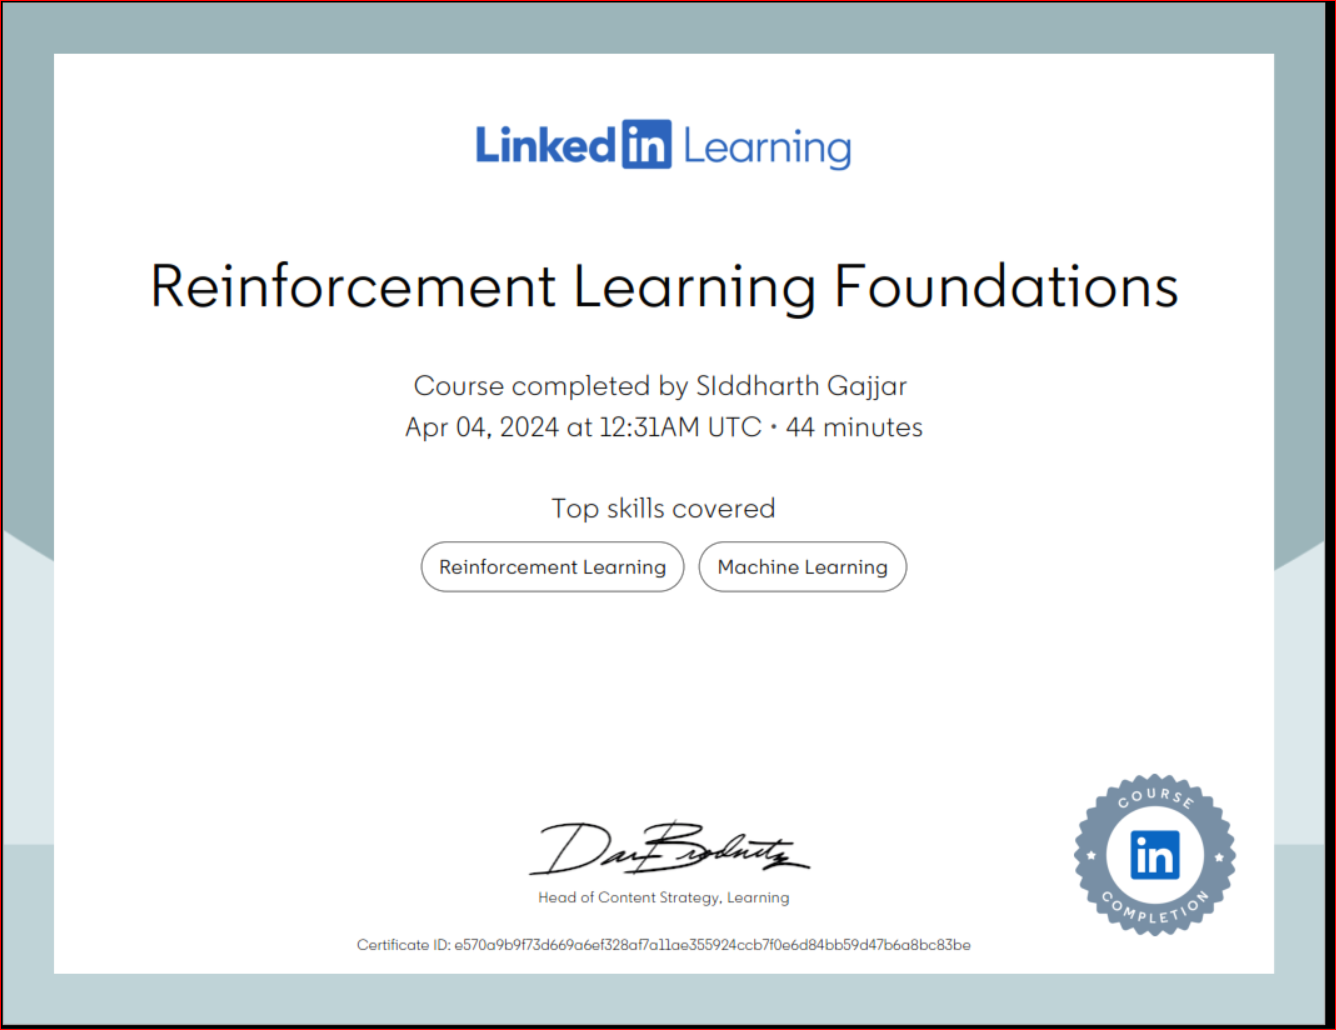 Linked in Learning
Reinforcement Learning Foundations
Course completed by SIddharth Gajjar
Apr 04, 2024 at 12:31AM UTC • 44 minutes
Top skills covered
Reinforcement Learning
Machine Learning
Dan Brodnitz
Head of Content Strategy, Learning
Certificate ID: e570a9b9f73d669a6ef328af7a11ae355924ccb7f0e6d84bb59d47b6a8bc83be
COURSE
in
COMPLETION